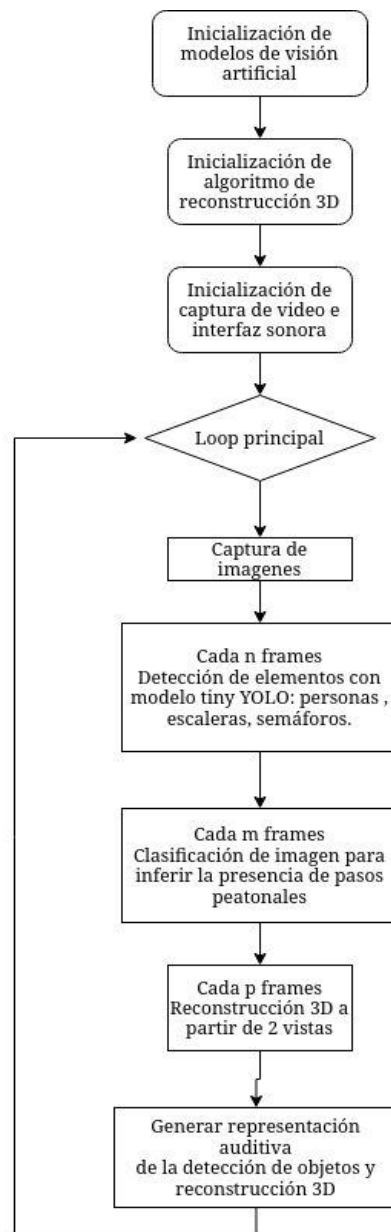 Inicialización de
modelos de visión
artificial
Inicialización de
algoritmo de
reconstrucción 3D
Inicialización de
captura de video e
interfaz sonora
Loop principal
Captura de
imagenes
Cada n frames
Detección de elementos con
modelo tiny YOLO: personas ,
escaleras, semáforos.
Cada m frames
Clasificación de imagen para
inferir la presencia de pasos
peatonales
Cada p frames
Reconstrucción 3D a
partir de 2 vistas
Generar representación
auditiva
de la detección de objetos y
reconstrucción 3D